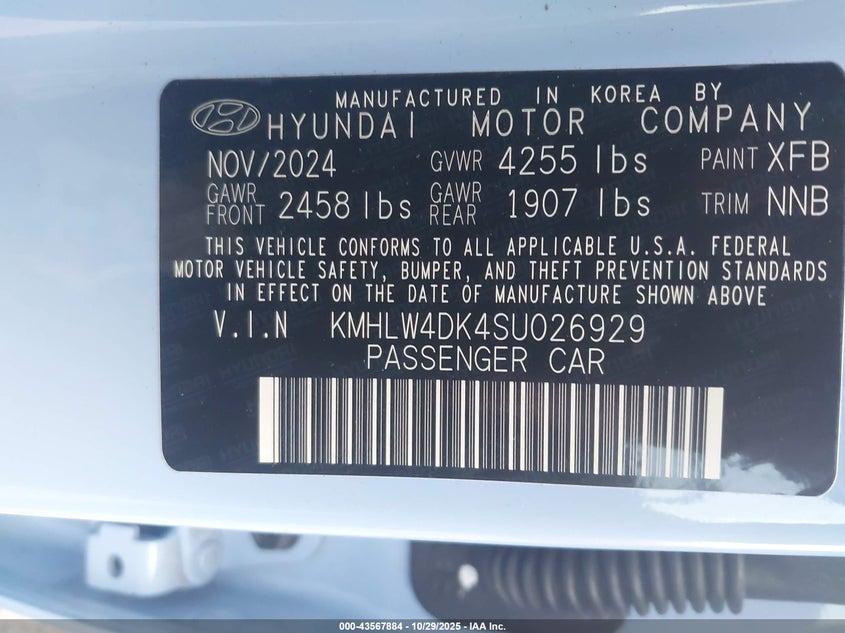 MANUFACTURED IN KOREA BY
HYUNDAI MOTOR COMPANY
NOV/2024 GVWR 4255 lbs PAINT XFB
GAWR FRONT 2458 lbs GAWR REAR 1907 lbs TRIM NNB
THIS VEHICLE CONFORMS TO ALL APPLICABLE U.S.A. FEDERAL
MOTOR VEHICLE SAFETY, BUMPER, AND THEFT PREVENTION STANDARDS
IN EFFECT ON THE DATE OF MANUFACTURE SHOWN ABOVE
V.I.N KMHLW4DK4SU026929
PASSENGER CAR
000-43567884 | 10/29/2025 - IAA Inc.